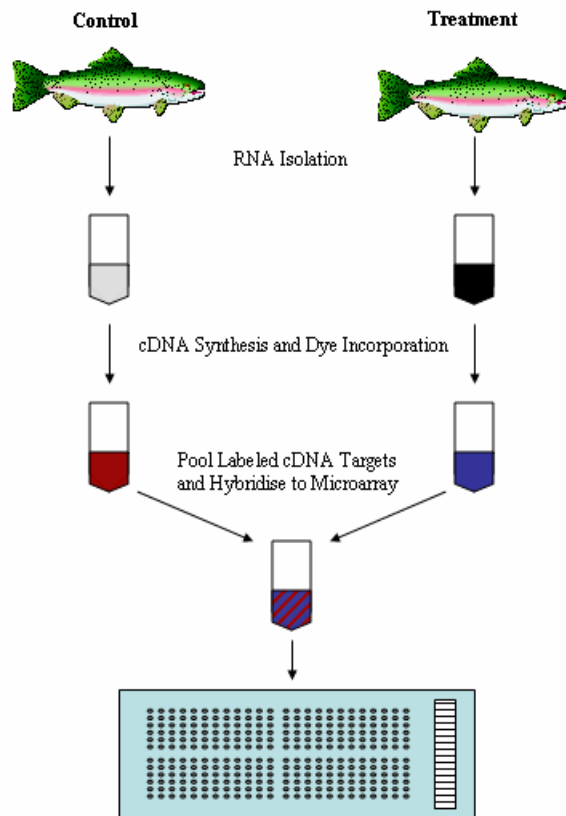 Control
Treatment
RNA Isolation
cDNA Synthesis and Dye Incorporation
Pool Labeled cDNA Targets
and Hybridise to Microarray